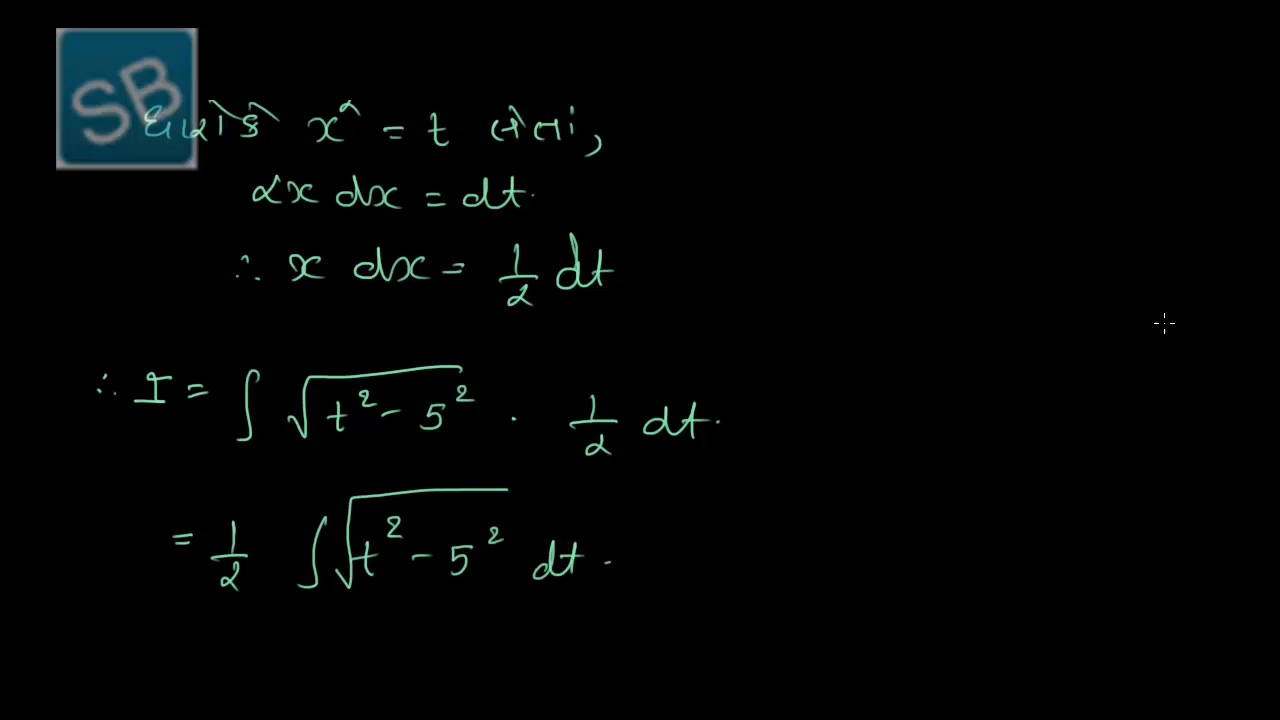 SB
ધારોકે x² = t લેતાં,
2x dx = dt.
∴ x dx = 1/2 dt
∴ I = ∫ √(t² - 5²) . 1/2 dt.
= 1/2 ∫ √(t² - 5²) dt.